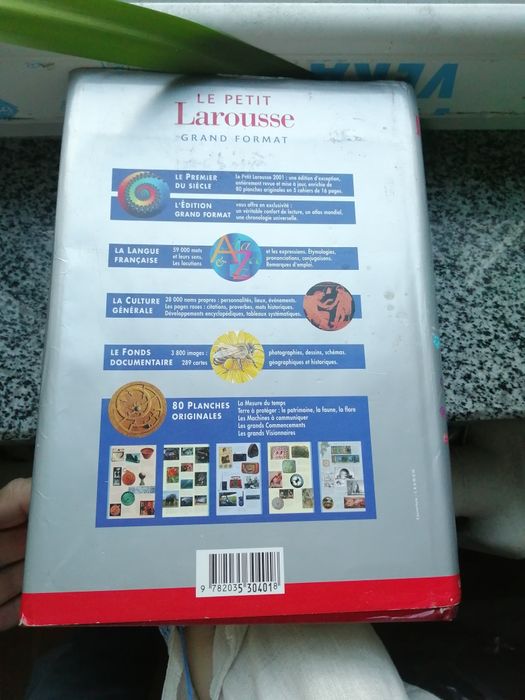 LE PETIT
Larousse
GRAND FORMAT
LE PREMIER
DU SIÈCLE
Le Petit Larousse 2001 : une édition d'exception,
entièrement revue et mise à jour, enrichie de
80 planches originales en 5 cahiers de 16 pages.
L'ÉDITION
GRAND FORMAT
vous offre en exclusivité :
un véritable confort de lecture, un atlas mondial,
une chronologie universelle.
LA LANGUE
FRANÇAISE
59 000 mots
et leurs sens.
Les locutions
A à Z
et les expressions. Étymologies,
prononciations, conjugaisons.
Remarques d'emploi.
LA CULTURE
GÉNÉRALE
28 000 noms propres : personnalités, lieux, événements.
Les pages roses : citations, proverbes, mots historiques.
Développements encyclopédiques, tableaux systématiques.
LE FONDS
DOCUMENTAIRE
3 800 images :
289 cartes
photographies, dessins, schémas.
géographiques et historiques.
80 PLANCHES
ORIGINALES
La Mesure du temps
Terre à protéger : le patrimoine, la faune, la flore
Les Machines à communiquer
Les grands Commencements
Les grands Visionnaires
9 782035 304018